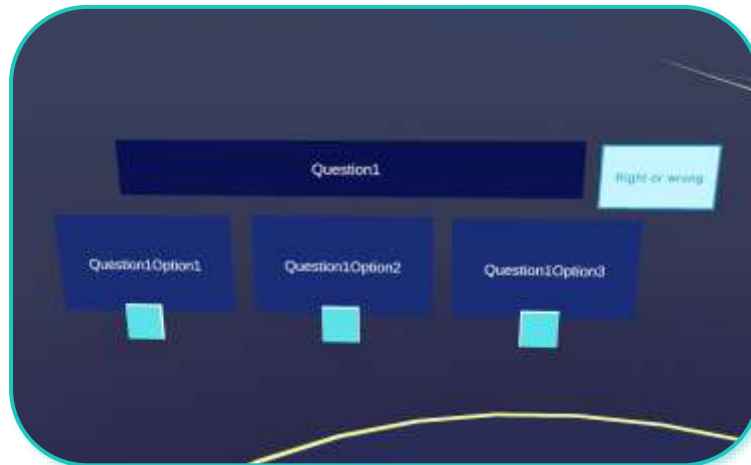 Question1
Right or wrong
Question1Option1
Question1Option2
Question1Option3